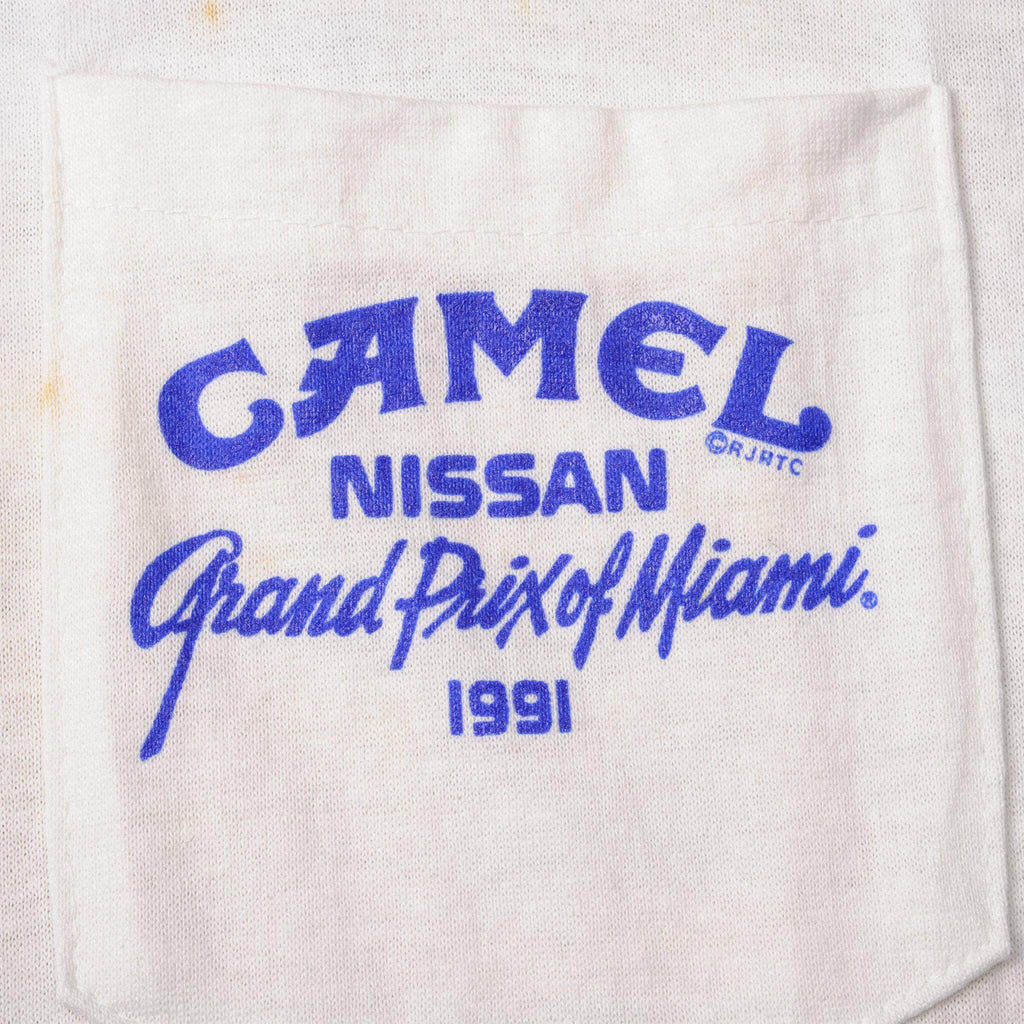 CAMEL
©RJRTC
NISSAN
Grand Prix of Miami®
1991